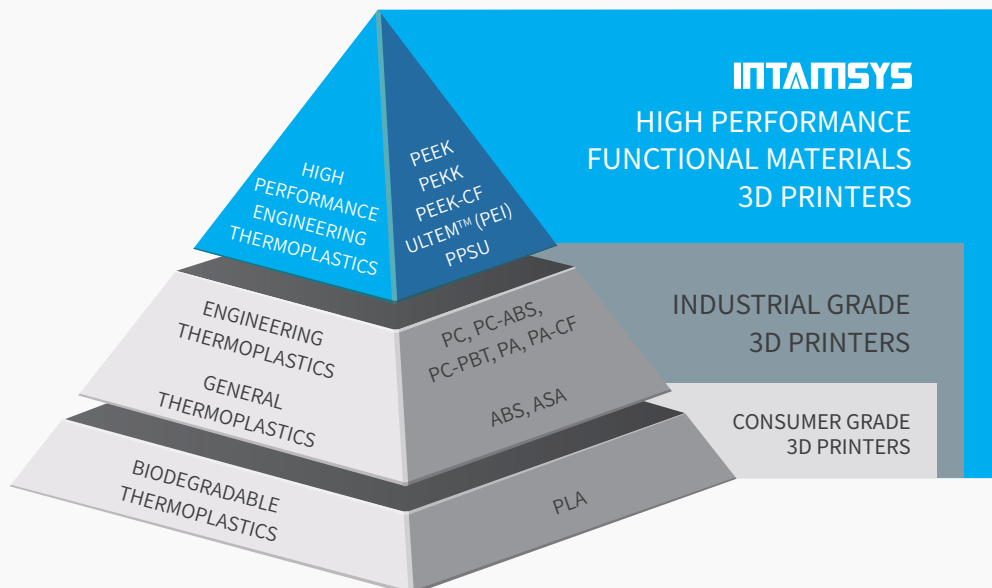 HIGH
PERFORMANCE
ENGINEERING
THERMOPLASTICS
PEEK
PEKK
PEEK-CF
ULTEM™ (PEI)
PPSU
INTAMSYS
HIGH PERFORMANCE
FUNCTIONAL MATERIALS
3D PRINTERS
ENGINEERING
THERMOPLASTICS
GENERAL
THERMOPLASTICS
PC, PC-ABS,
PC-PBT, PA, PA-CF
ABS, ASA
INDUSTRIAL GRADE
3D PRINTERS
BIODEGRADABLE
THERMOPLASTICS
PLA
CONSUMER GRADE
3D PRINTERS